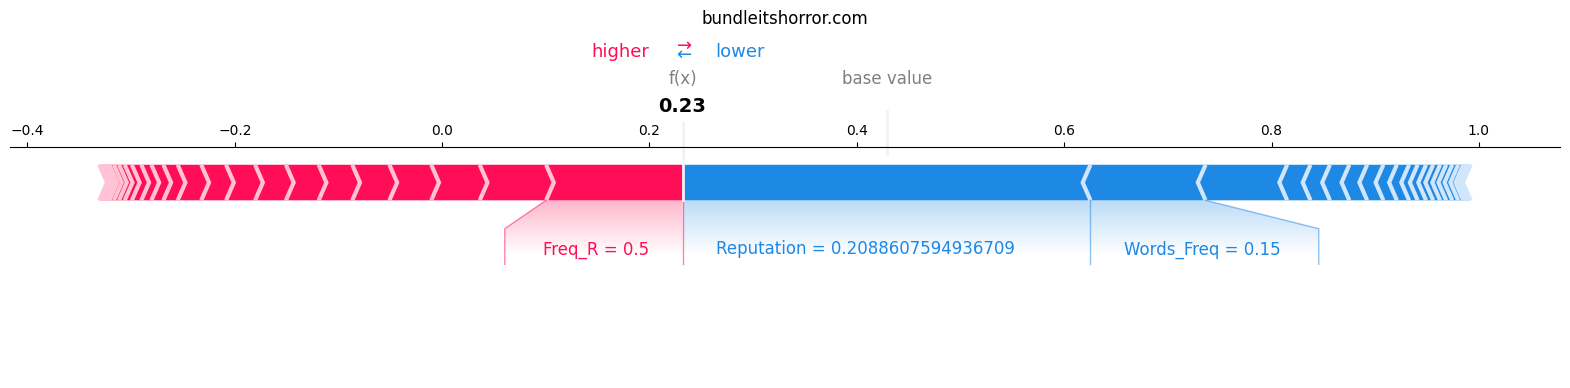 bundleitshorror.com
higher ⇄ lower
f(x) base value
0.23
−0.4 −0.2 0.0 0.2 0.4 0.6 0.8 1.0
Freq_R = 0.5 Reputation = 0.2088607594936709 Words_Freq = 0.15